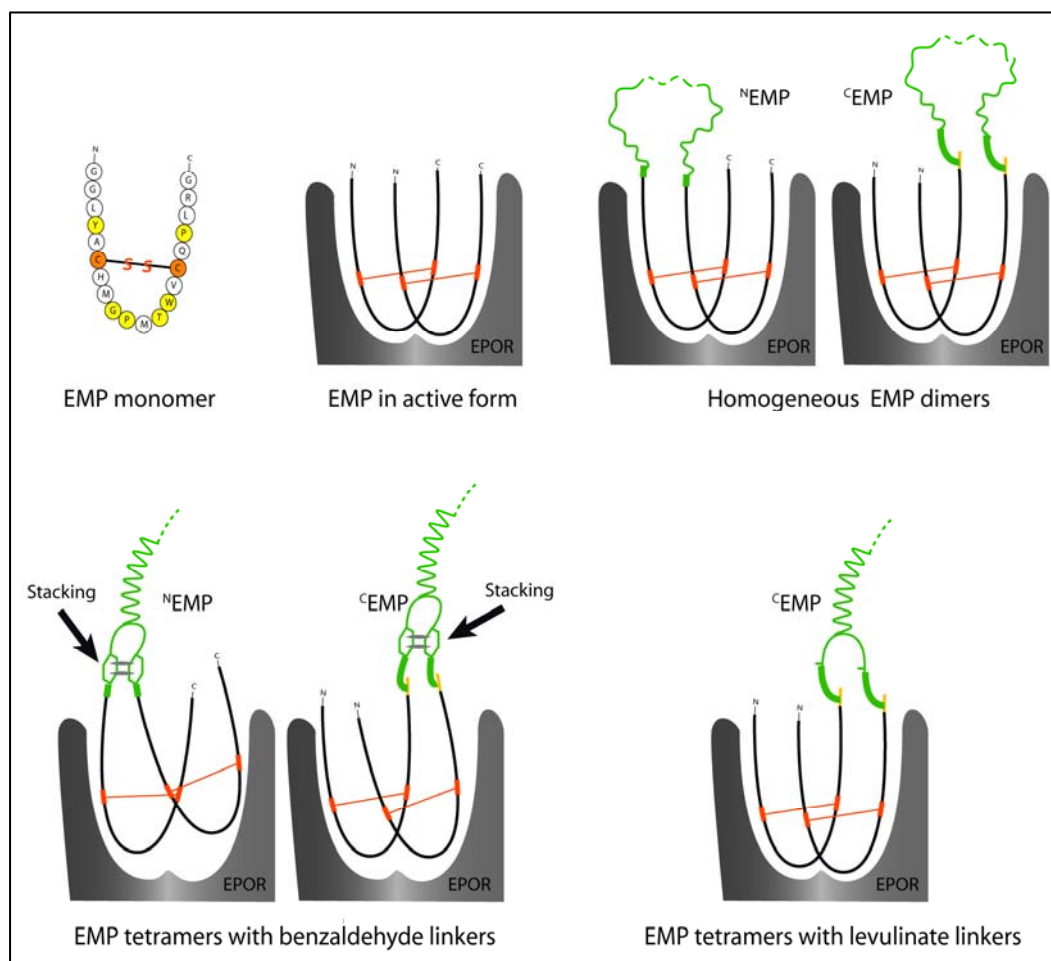 N
G
G
L
Y
A
C
H
M
G
P
M
T
W
V
C
Q
P
L
R
G
C
S S
EMP monomer
N N C C
EPOR
EMP in active form
NEMP
C C
EPOR
CEMP
N N
EPOR
Homogeneous EMP dimers
Stacking
NEMP
C
C
EPOR
CEMP
Stacking
N N
EPOR
EMP tetramers with benzaldehyde linkers
CEMP
N N
EPOR
EMP tetramers with levulinate linkers